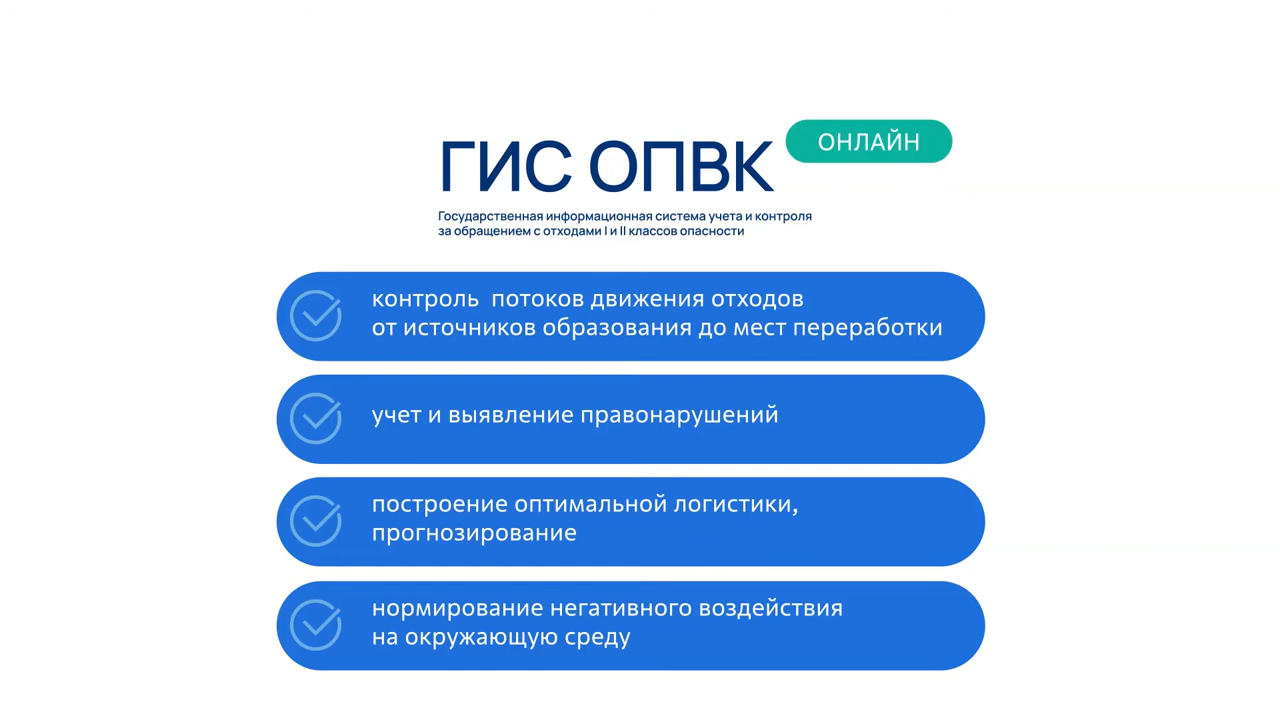 ГИС ОПВК
ОНЛАЙН
Государственная информационная система учета и контроля
за обращением с отходами I и II классов опасности
контроль потоков движения отходов
от источников образования до мест переработки
учет и выявление правонарушений
построение оптимальной логистики,
прогнозирование
нормирование негативного воздействия
на окружающую среду